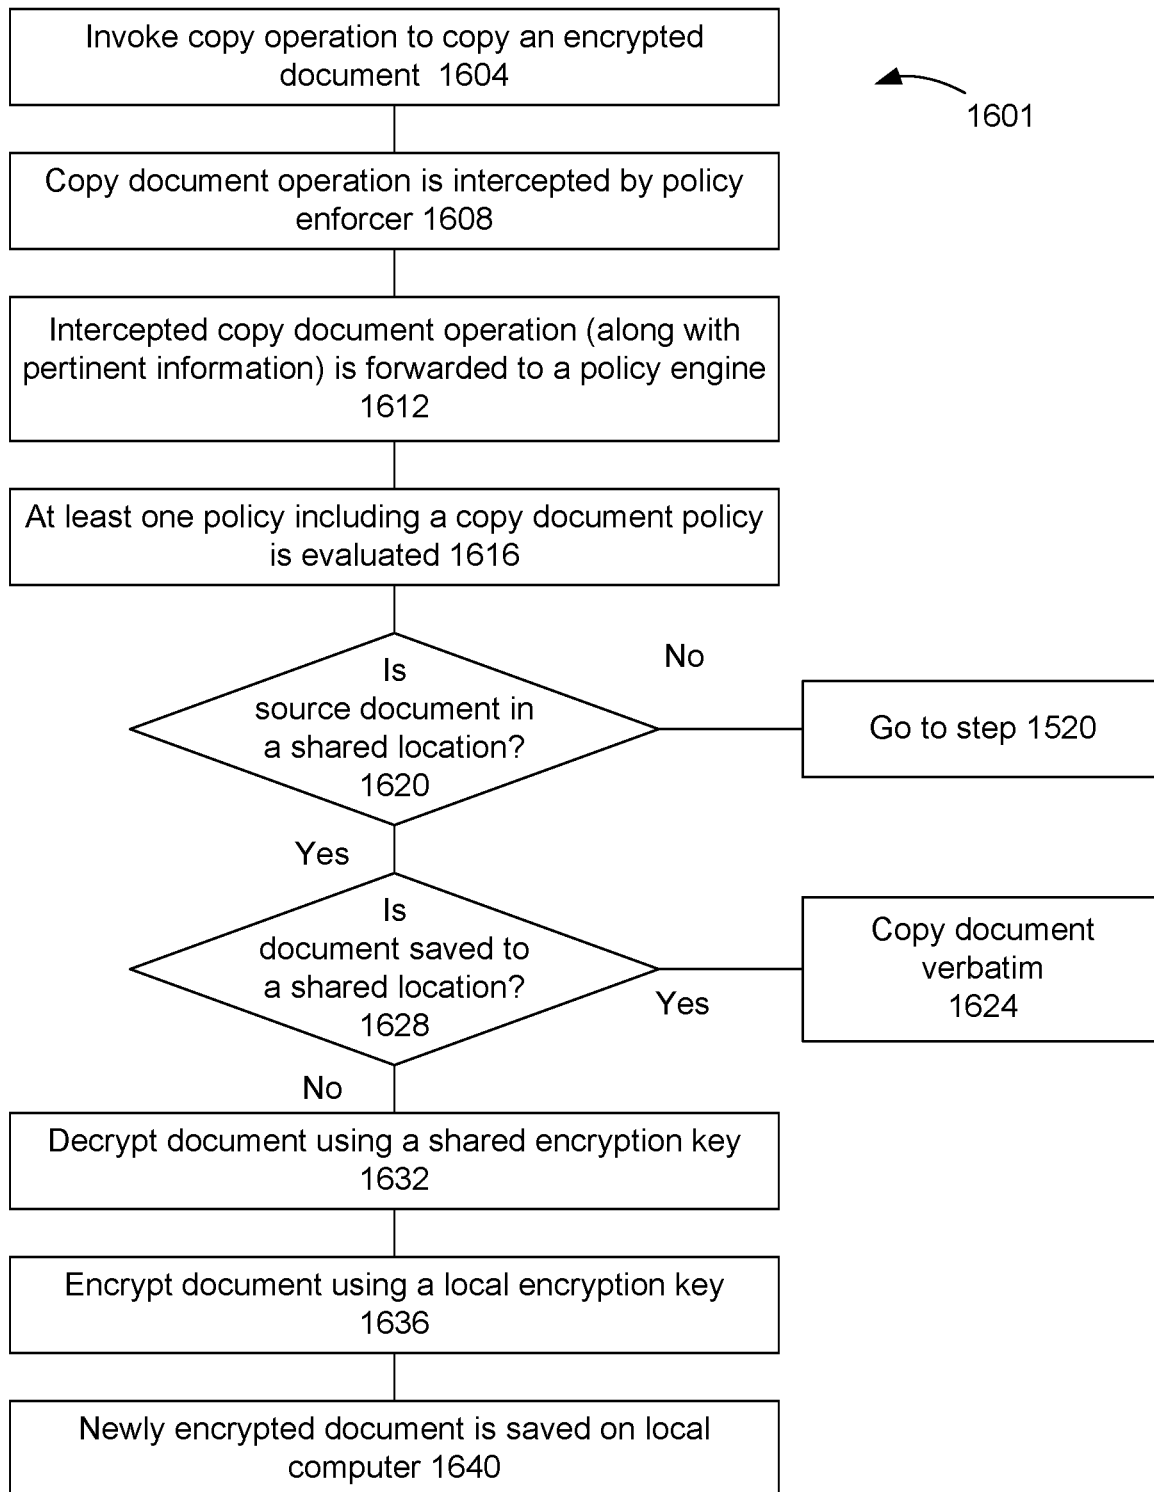 Invoke copy operation to copy an encrypted
document 1604
1601
Copy document operation is intercepted by policy
enforcer 1608
Intercepted copy document operation (along with
pertinent information) is forwarded to a policy engine
1612
At least one policy including a copy document policy
is evaluated 1616
Is
source document in
a shared location?
1620
No
Go to step 1520
Yes
Is
document saved to
a shared location?
1628
Yes
Copy document
verbatim
1624
No
Decrypt document using a shared encryption key
1632
Encrypt document using a local encryption key
1636
Newly encrypted document is saved on local
computer 1640